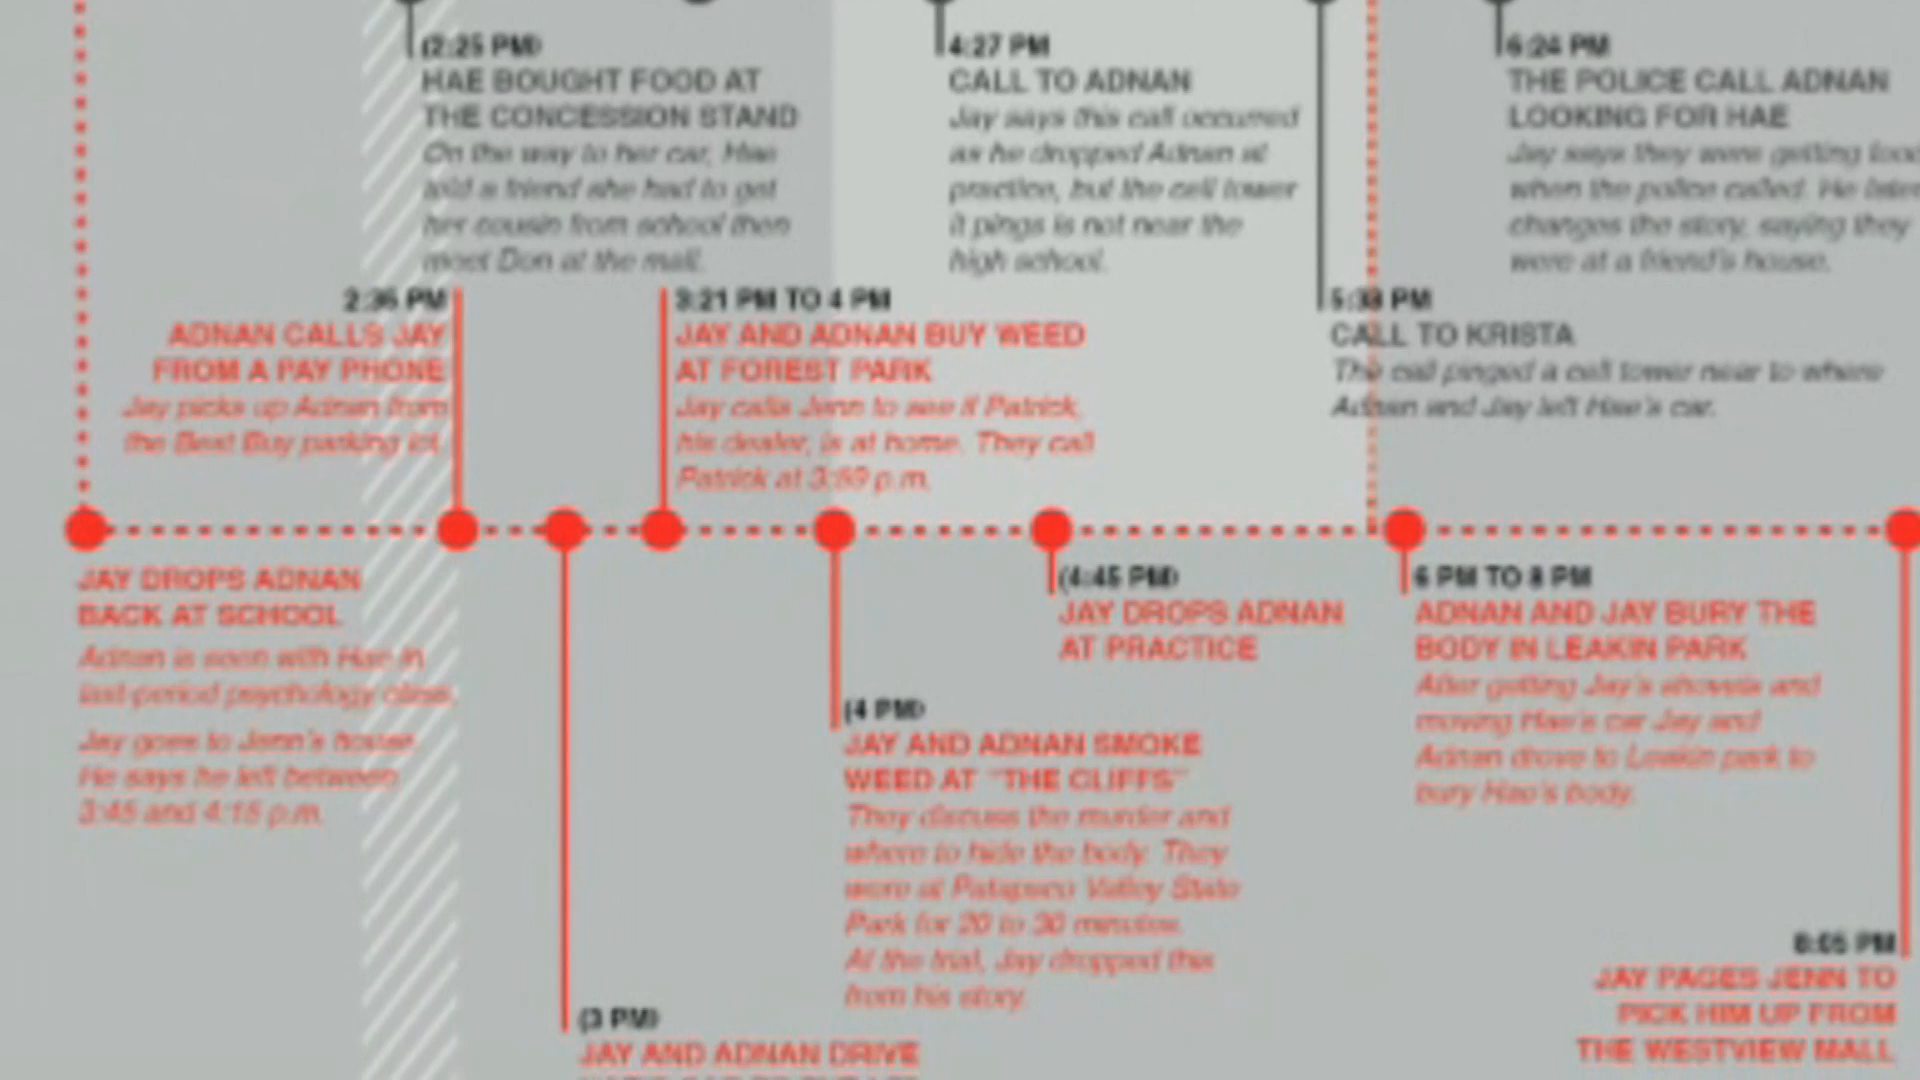 (2:25 PM)
HAE BOUGHT FOOD AT
THE CONCESSION STAND
On the way to her car, Hae
told a friend she had to get
her cousin from school then
meet Don at the mall.
4:27 PM
CALL TO ADNAN
Jay says this call occurred
as he dropped Adnan at
practice, but the cell tower
it pings is not near the
high school.
6:24 PM
THE POLICE CALL ADNAN
LOOKING FOR HAE
Jay says they were getting food
when the police called. He later
changes the story, saying they
were at a friend's house.
2:36 PM
ADNAN CALLS JAY
FROM A PAY PHONE
Jay picks up Adnan from
the Best Buy parking lot.
3:21 PM TO 4 PM
JAY AND ADNAN BUY WEED
AT FOREST PARK
Jay calls Jenn to see if Patrick,
his dealer, is at home. They call
Patrick at 3:59 p.m.
5:38 PM
CALL TO KRISTA
The call pinged a cell tower near to where
Adnan and Jay left Hae's car.
JAY DROPS ADNAN
BACK AT SCHOOL
Adnan is seen with Hae in
last-period psychology class.
Jay goes to Jenn's house.
He says he left between
3:45 and 4:15 p.m.
(4:45 PM)
JAY DROPS ADNAN
AT PRACTICE
6 PM TO 8 PM
ADNAN AND JAY BURY THE
BODY IN LEAKIN PARK
After getting Jay's shovels and
moving Hae's car Jay and
Adnan drove to Leakin park to
bury Hae's body.
(4 PM)
JAY AND ADNAN SMOKE
WEED AT "THE CLIFFS"
They discuss the murder and
where to hide the body. They
were at Patapsco Valley State
Park for 20 to 30 minutes.
At the trial, Jay dropped this
from his story.
8:05 PM
JAY PAGES JENN TO
PICK HIM UP FROM
THE WESTVIEW MALL
(3 PM)
JAY AND ADNAN DRIVE